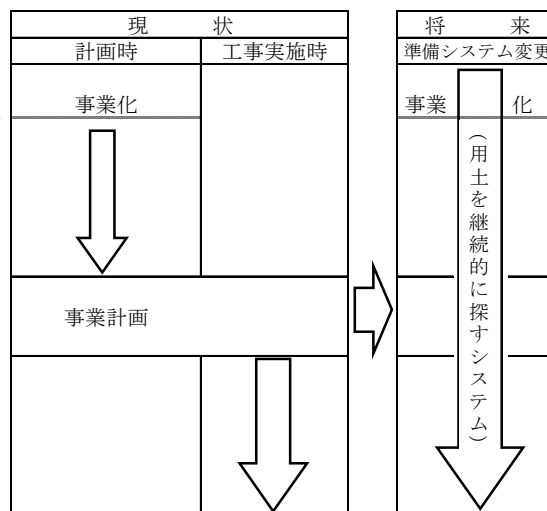 現 状
計画時 工事実施時
事業化
事業計画
将 来
準備システム変更
事業 化
（用土を継続的に探すシステム）